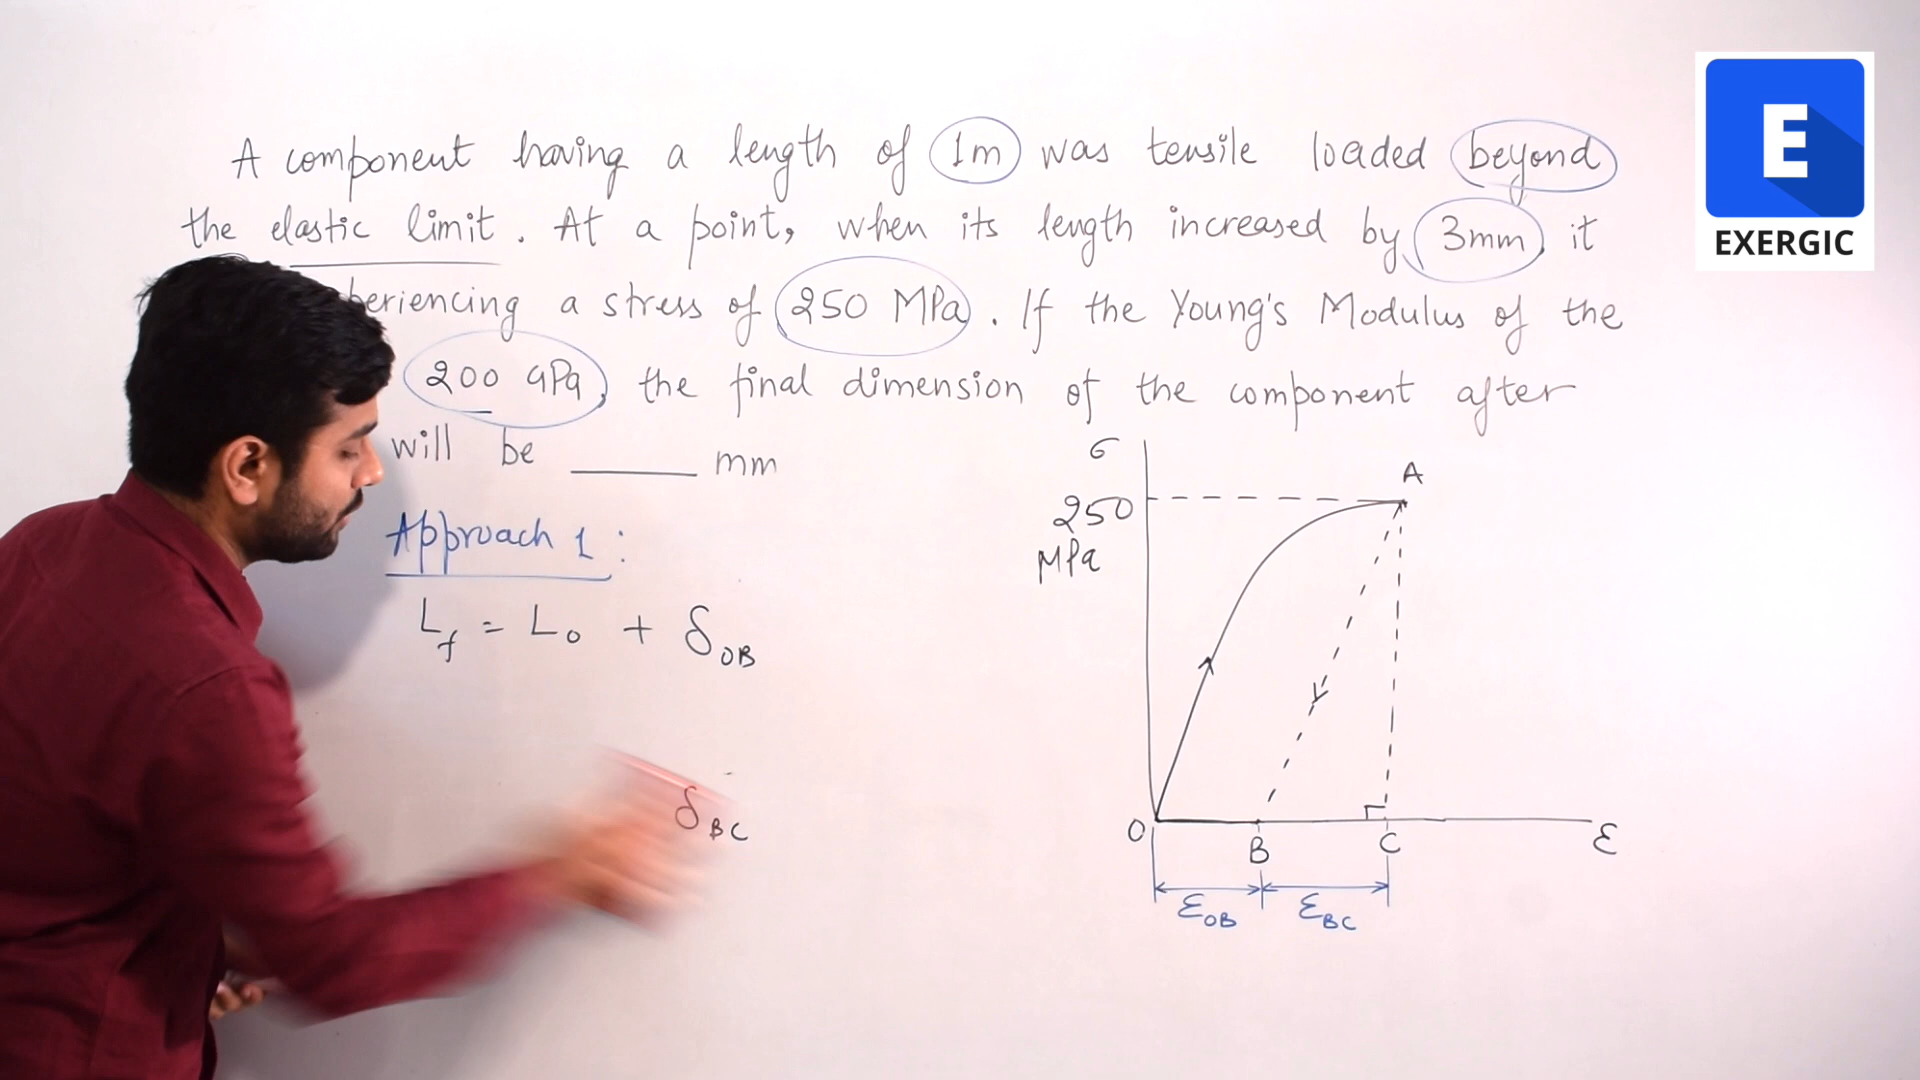 A component having a length of 1m was tensile loaded beyond
the elastic limit. At a point, when its length increased by 3mm, it
a stress of 250 MPa. If the Young's Modulus of the
200 GPa, the final dimension of the component after
will be ______ mm
Approach 1:
L_f = L_0 + δ_OB
δ_BC
σ
A
250
MPa
O
B
C
ε
ε_OB
ε_BC
E
EXERGIC